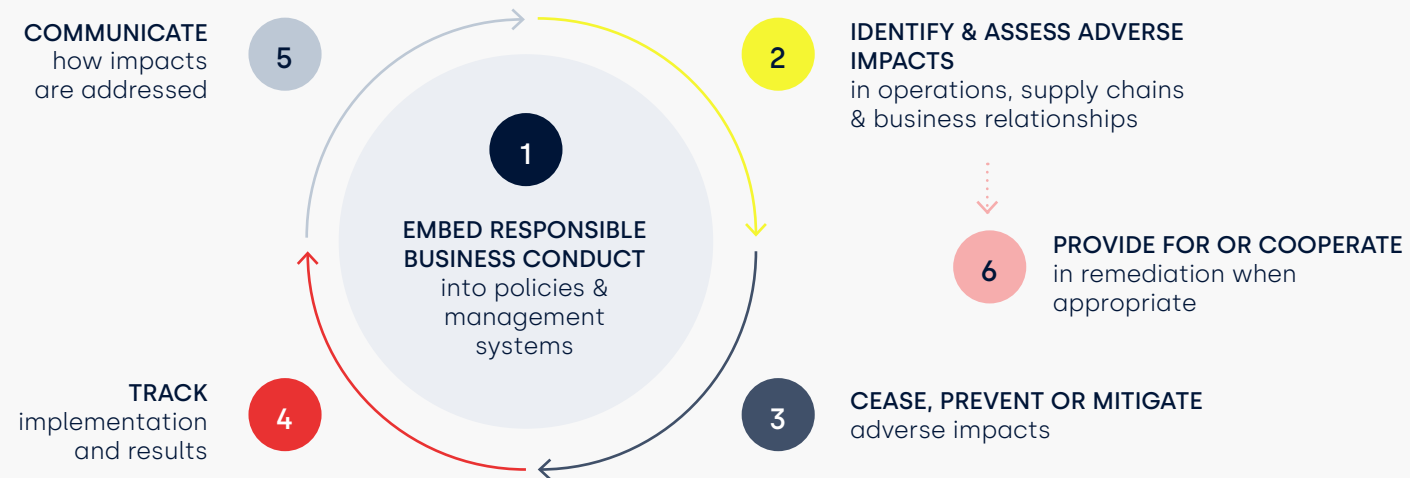 1
EMBED RESPONSIBLE
BUSINESS CONDUCT
into policies &
management
systems
2
IDENTIFY & ASSESS ADVERSE
IMPACTS
in operations, supply chains
& business relationships
3
CEASE, PREVENT OR MITIGATE
adverse impacts
4
TRACK
implementation
and results
5
COMMUNICATE
how impacts
are addressed
6
PROVIDE FOR OR COOPERATE
in remediation when
appropriate